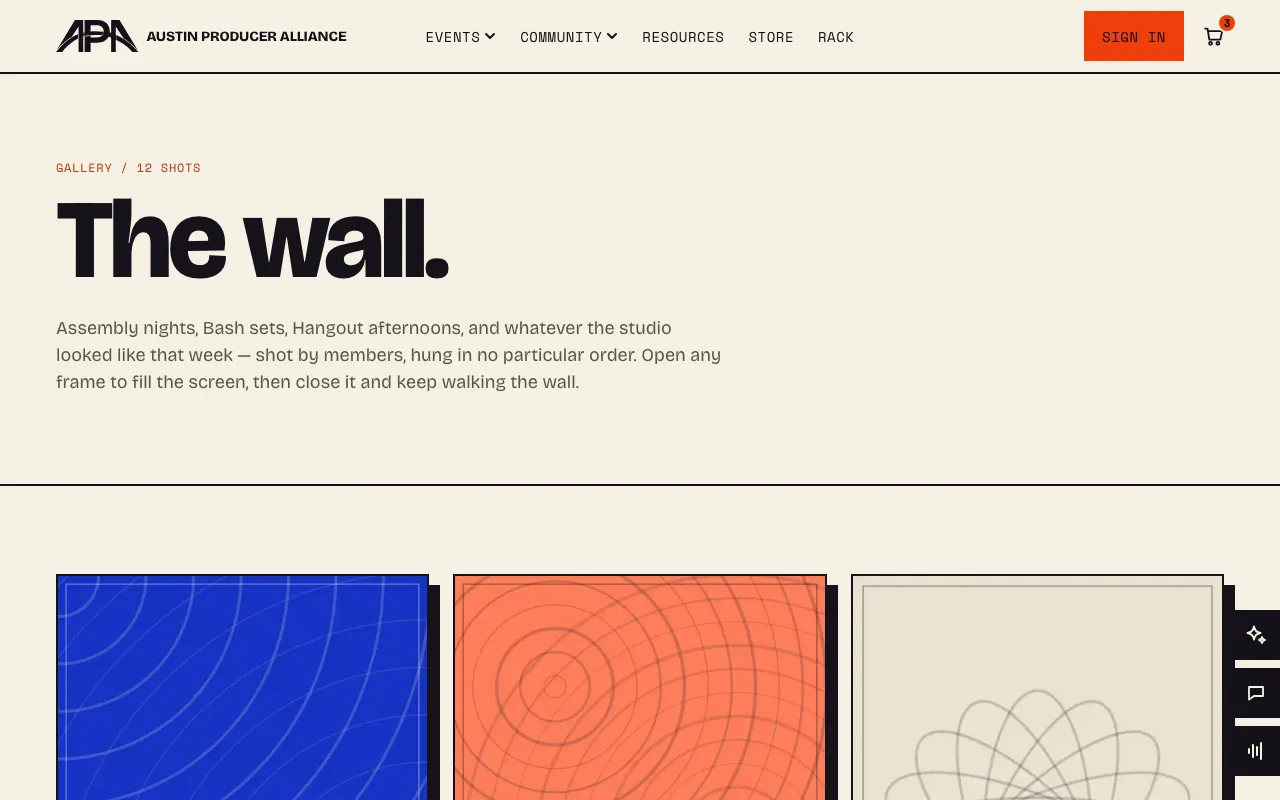 APA
AUSTIN PRODUCER ALLIANCE
EVENTS
COMMUNITY
RESOURCES
STORE
RACK
SIGN IN
3
GALLERY / 12 SHOTS
The wall.
Assembly nights, Bash sets, Hangout afternoons, and whatever the studio
looked like that week — shot by members, hung in no particular order. Open any
frame to fill the screen, then close it and keep walking the wall.